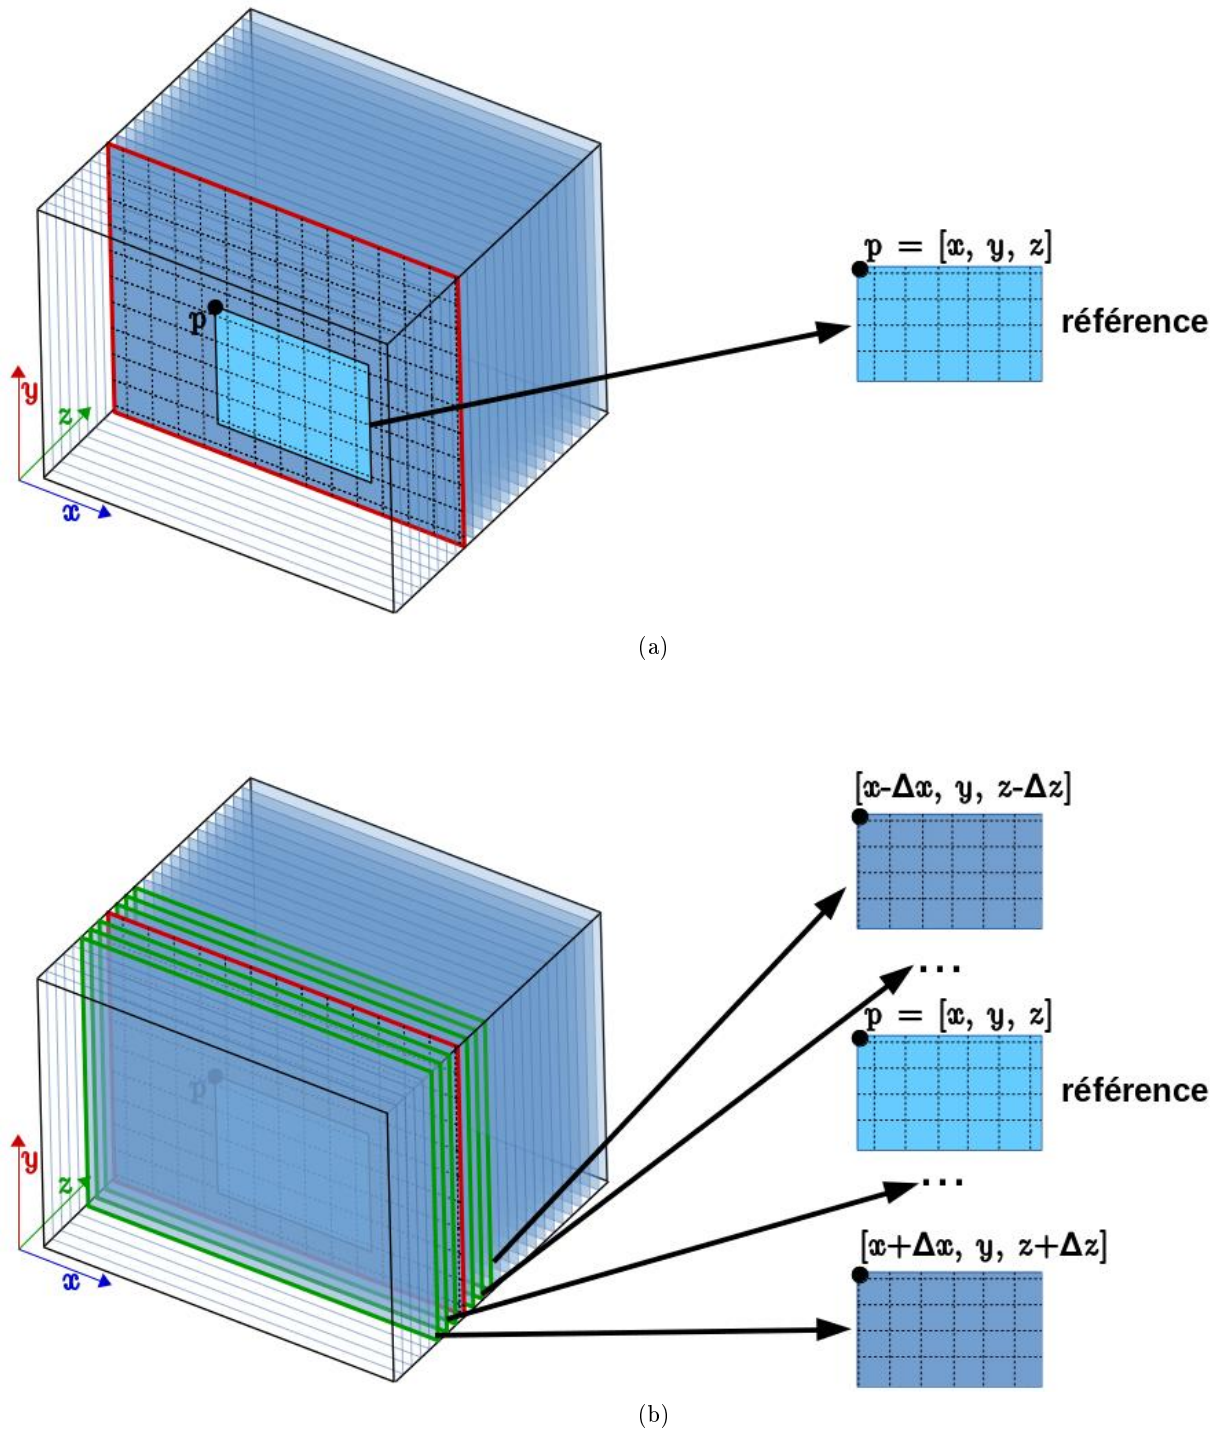 p = [x, y, z]
référence
p
y
z
x
(a)
[x-Δx, y, z-Δz]
...
p = [x, y, z]
référence
p
y
z
...
[x+Δx, y, z+Δz]
x
(b)